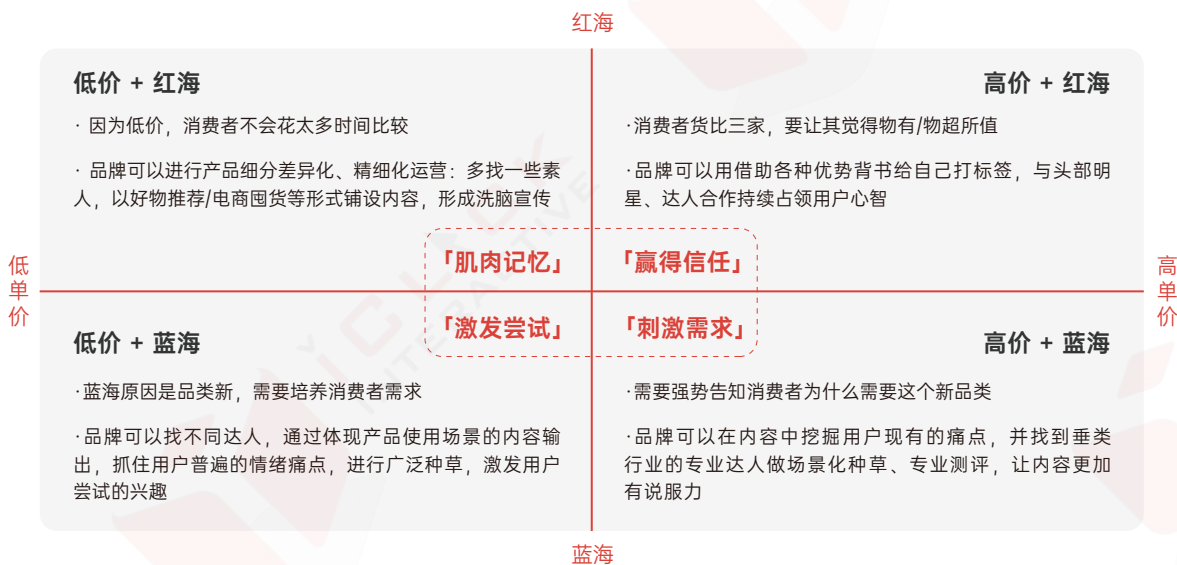 红海
低价 + 红海
· 因为低价，消费者不会花太多时间比较
· 品牌可以进行产品细分差异化、精细化运营：多找一些素
人，以好物推荐/电商囤货等形式铺设内容，形成洗脑宣传
「肌肉记忆」
高价 + 红海
·消费者货比三家，要让其觉得物有/物超所值
·品牌可以用借助各种优势背书给自己打标签，与头部明
星、达人合作持续占领用户心智
「赢得信任」
低单价
高单价
「激发尝试」
低价 + 蓝海
·蓝海原因是品类新，需要培养消费者需求
·品牌可以找不同达人，通过体现产品使用场景的内容输
出，抓住用户普遍的情绪痛点，进行广泛种草，激发用户
尝试的兴趣
「刺激需求」
高价 + 蓝海
·需要强势告知消费者为什么需要这个新品类
·品牌可以在内容中挖掘用户现有的痛点，并找到垂类
行业的专业达人做场景化种草、专业测评，让内容更加
有说服力
蓝海
iCLICK
INTERACTIVE